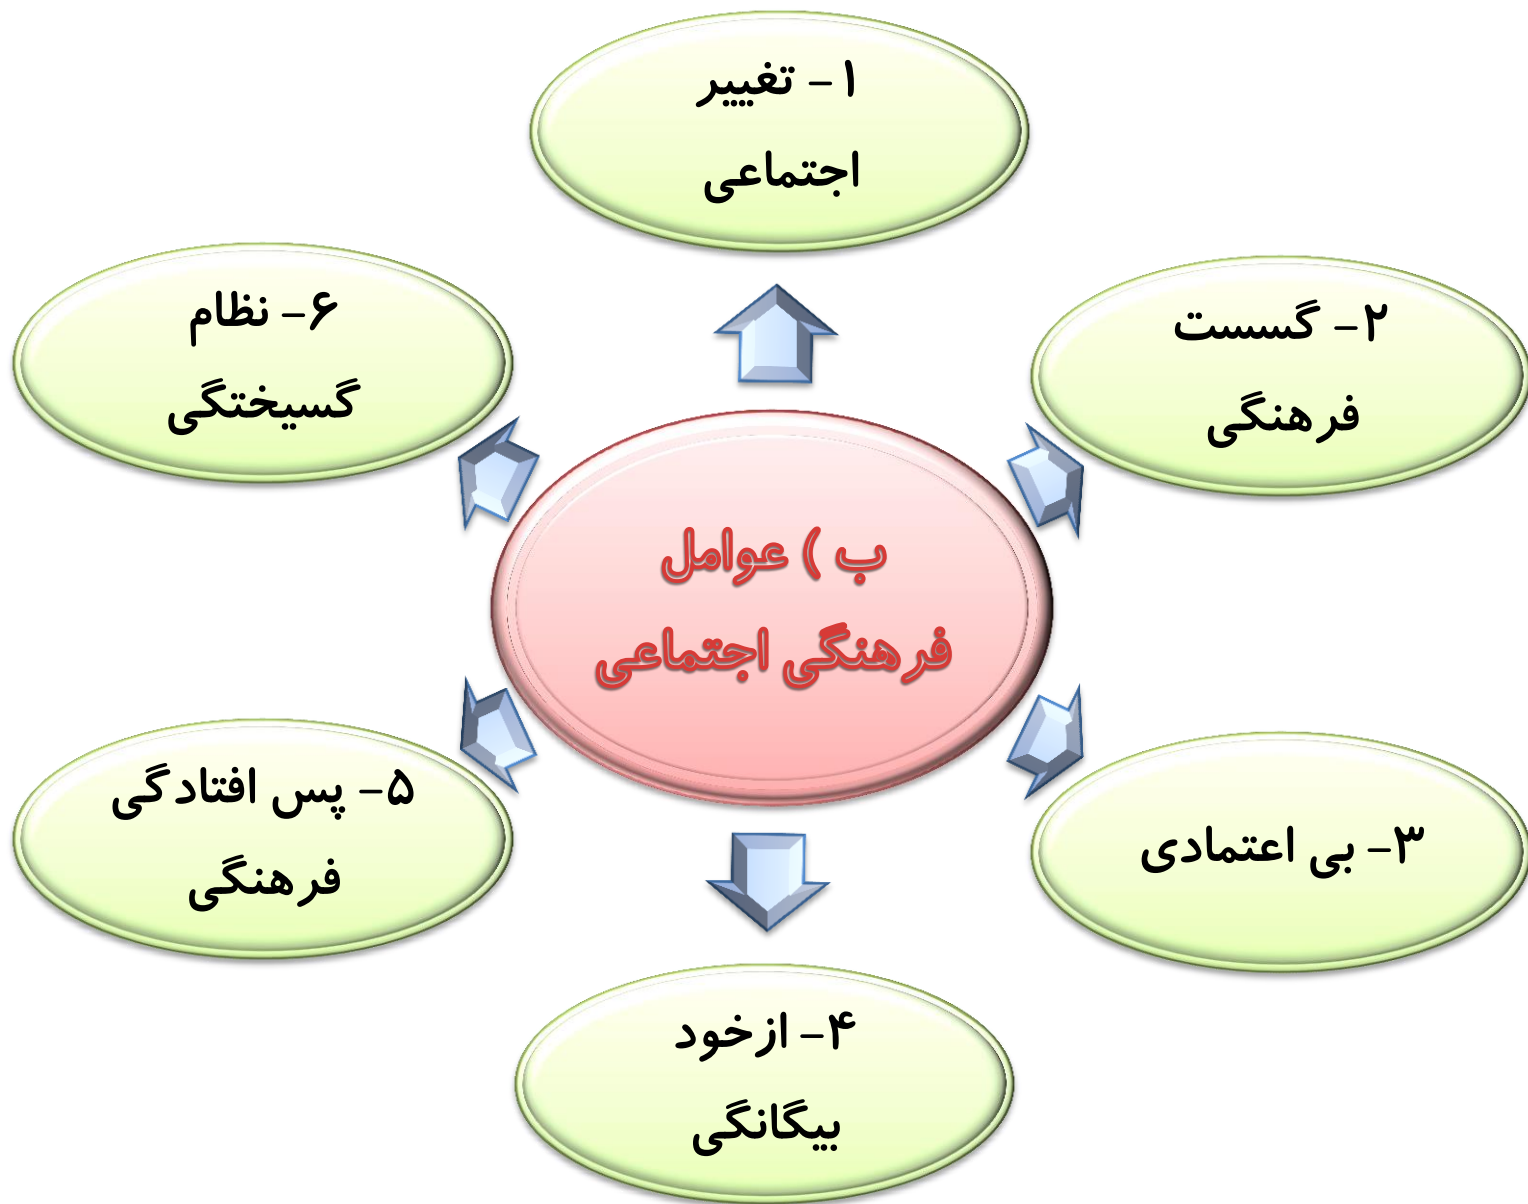 ۱- تغییر
اجتماعی
۲- گسست
فرهنگی
۳- بی اعتمادی
۴- ازخود
بیگانگی
۵- پس افتادگی
فرهنگی
۶- نظام
گسیختگی
ب ) عوامل
فرهنگی اجتماعی